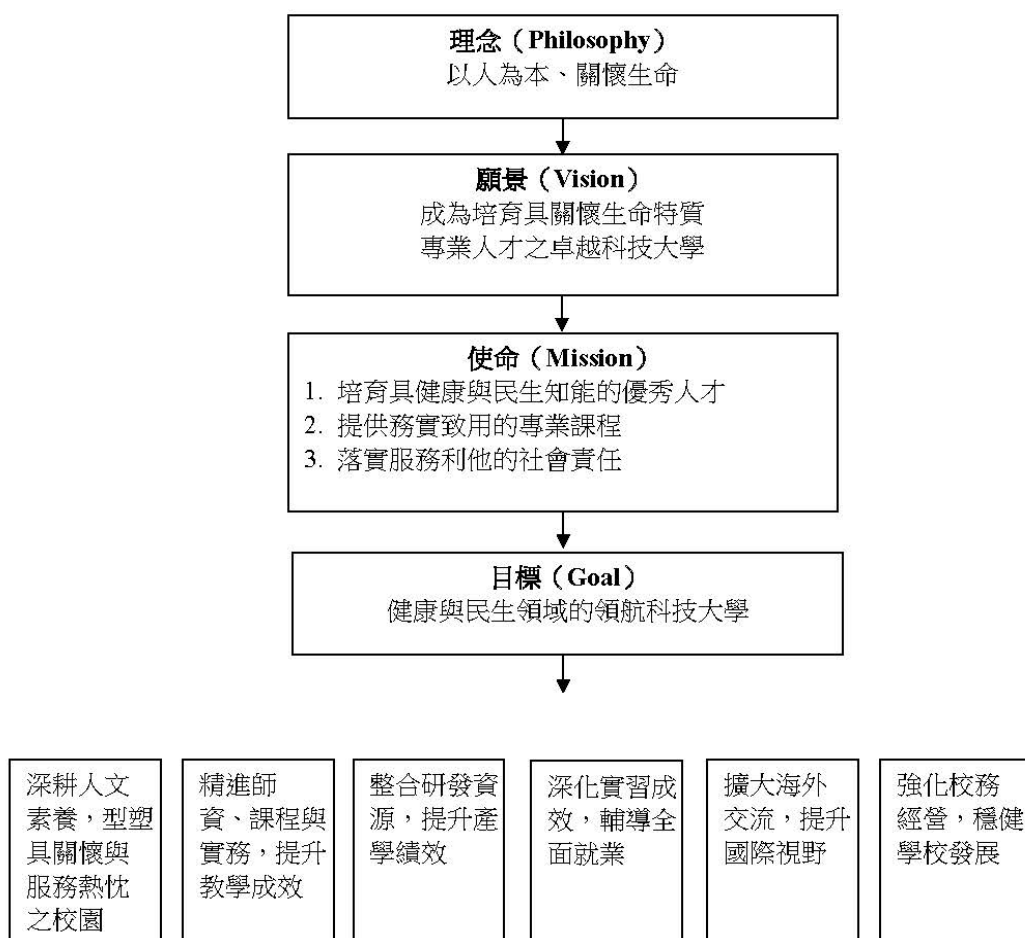 理念（Philosophy）
以人為本、關懷生命
願景（Vision）
成為培育具關懷生命特質
專業人才之卓越科技大學
使命（Mission）
1. 培育具健康與民生知能的優秀人才
2. 提供務實致用的專業課程
3. 落實服務利他的社會責任
目標（Goal）
健康與民生領域的領航科技大學
深耕人文
素養，型塑
具關懷與
服務熱忱
之校園
精進師
資、課程與
實務，提升
教學成效
整合研發資
源，提升產
學績效
深化實習成
效，輔導全
面就業
擴大海外
交流，提升
國際視野
強化校務
經營，穩健
學校發展